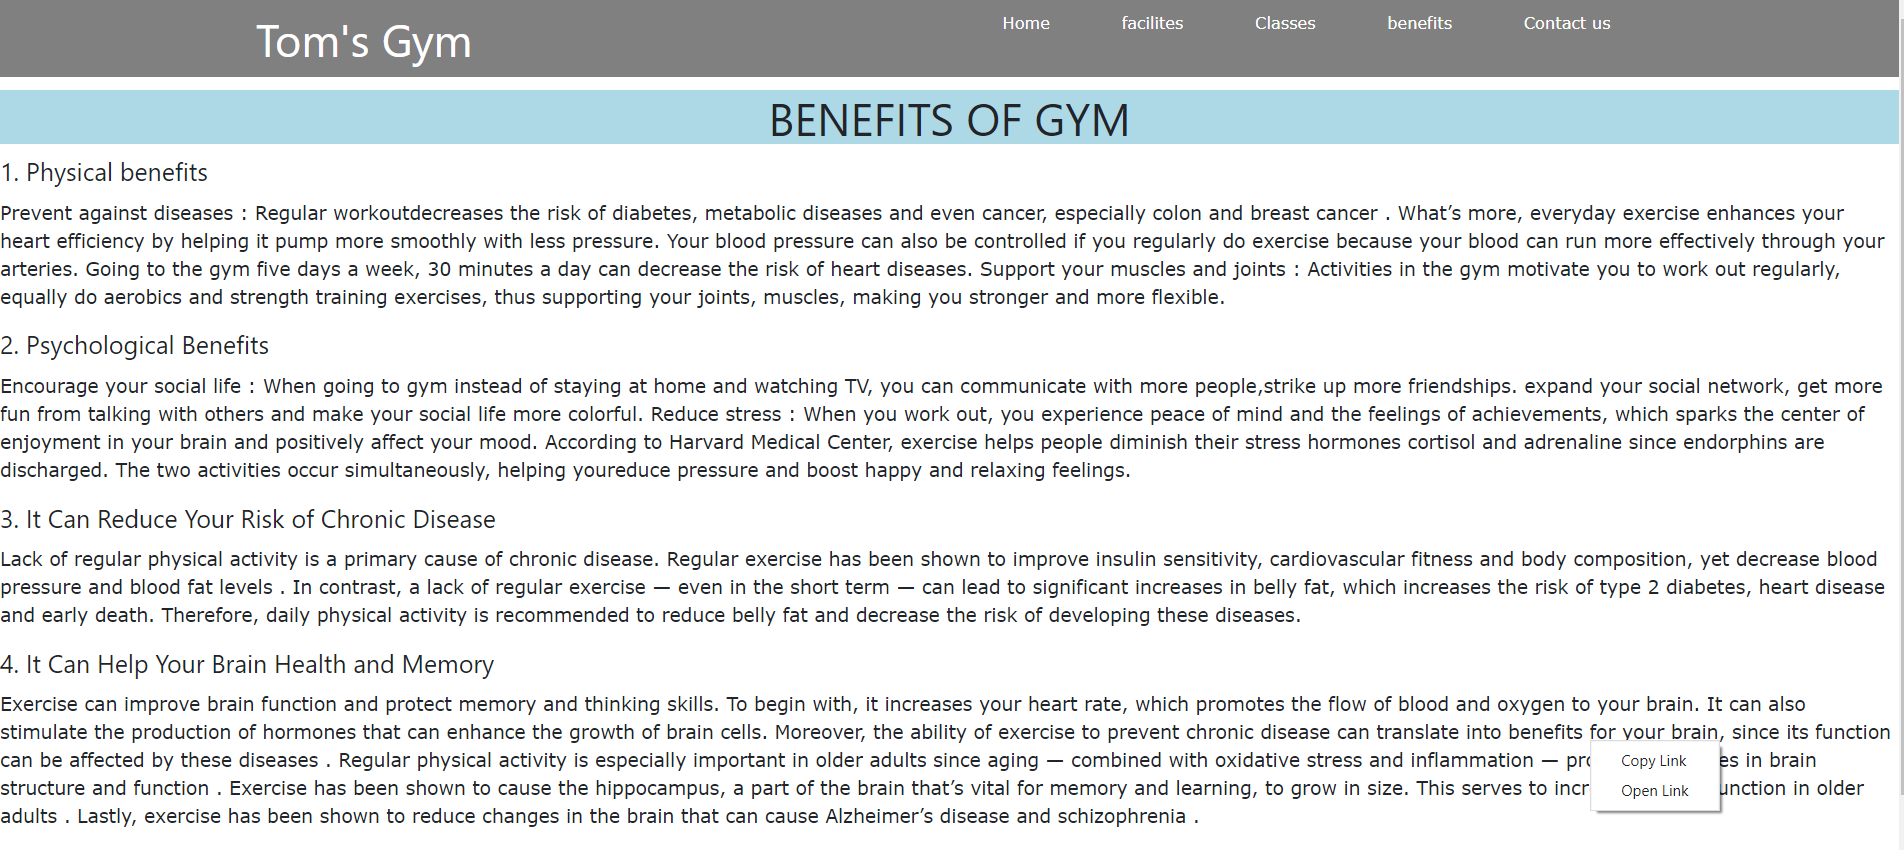 Tom's Gym
Home facilites Classes benefits Contact us
BENEFITS OF GYM
1. Physical benefits
Prevent against diseases : Regular workoutdecreases the risk of diabetes, metabolic diseases and even cancer, especially colon and breast cancer . What’s more, everyday exercise enhances your
heart efficiency by helping it pump more smoothly with less pressure. Your blood pressure can also be controlled if you regularly do exercise because your blood can run more effectively through your
arteries. Going to the gym five days a week, 30 minutes a day can decrease the risk of heart diseases. Support your muscles and joints : Activities in the gym motivate you to work out regularly,
equally do aerobics and strength training exercises, thus supporting your joints, muscles, making you stronger and more flexible.
2. Psychological Benefits
Encourage your social life : When going to gym instead of staying at home and watching TV, you can communicate with more people,strike up more friendships. expand your social network, get more
fun from talking with others and make your social life more colorful. Reduce stress : When you work out, you experience peace of mind and the feelings of achievements, which sparks the center of
enjoyment in your brain and positively affect your mood. According to Harvard Medical Center, exercise helps people diminish their stress hormones cortisol and adrenaline since endorphins are
discharged. The two activities occur simultaneously, helping youreduce pressure and boost happy and relaxing feelings.
3. It Can Reduce Your Risk of Chronic Disease
Lack of regular physical activity is a primary cause of chronic disease. Regular exercise has been shown to improve insulin sensitivity, cardiovascular fitness and body composition, yet decrease blood
pressure and blood fat levels . In contrast, a lack of regular exercise — even in the short term — can lead to significant increases in belly fat, which increases the risk of type 2 diabetes, heart disease
and early death. Therefore, daily physical activity is recommended to reduce belly fat and decrease the risk of developing these diseases.
4. It Can Help Your Brain Health and Memory
Exercise can improve brain function and protect memory and thinking skills. To begin with, it increases your heart rate, which promotes the flow of blood and oxygen to your brain. It can also
stimulate the production of hormones that can enhance the growth of brain cells. Moreover, the ability of exercise to prevent chronic disease can translate into benefits for your brain, since its function
can be affected by these diseases . Regular physical activity is especially important in older adults since aging — combined with oxidative stress and inflammation — in brain
structure and function . Exercise has been shown to cause the hippocampus, a part of the brain that’s vital for memory and learning, to grow in size. This serves to in older
adults . Lastly, exercise has been shown to reduce changes in the brain that can cause Alzheimer’s disease and schizophrenia .
Copy Link
Open Link